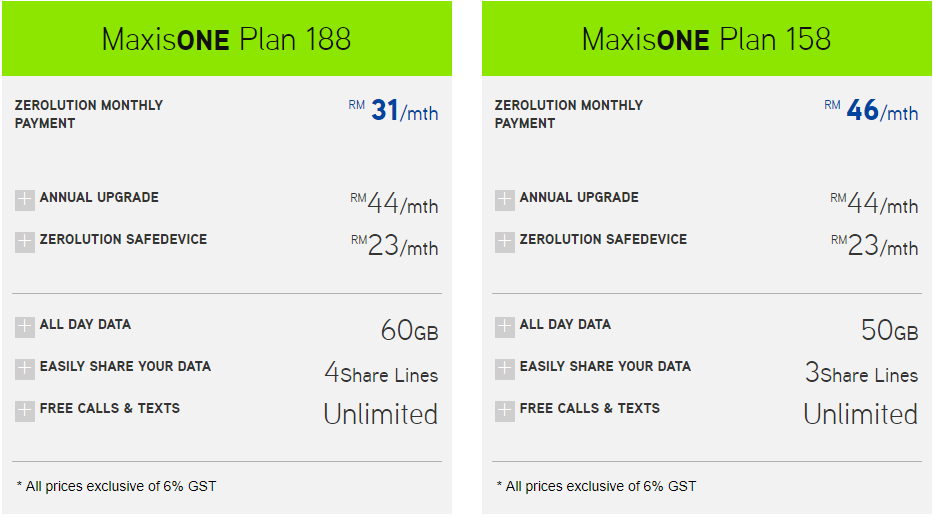 MaxisONE Plan 188
ZEROLUTION MONTHLY
PAYMENT
RM 31/mth
ANNUAL UPGRADE
RM44/mth
ZEROLUTION SAFEDEVICE
RM23/mth
ALL DAY DATA
60GB
EASILY SHARE YOUR DATA
4Share Lines
FREE CALLS & TEXTS
Unlimited
* All prices exclusive of 6% GST
MaxisONE Plan 158
ZEROLUTION MONTHLY
PAYMENT
RM 46/mth
ANNUAL UPGRADE
RM44/mth
ZEROLUTION SAFEDEVICE
RM23/mth
ALL DAY DATA
50GB
EASILY SHARE YOUR DATA
3Share Lines
FREE CALLS & TEXTS
Unlimited
* All prices exclusive of 6% GST